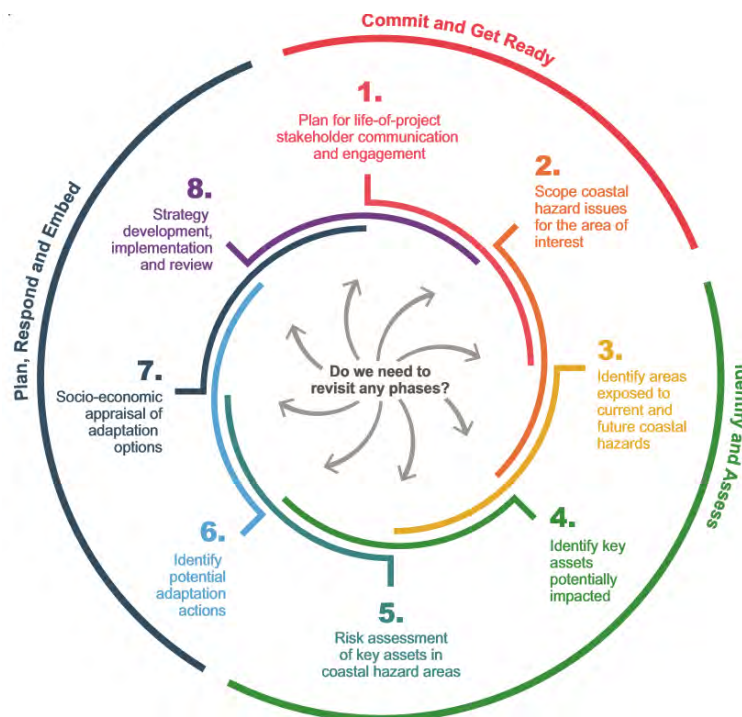 Commit and Get Ready
1.
Plan for life-of-project
stakeholder communication
and engagement
2.
Scope coastal
hazard issues
for the area of
interest
3.
Identify areas
exposed to
current and
future coastal
hazards
Identify and Assess
4.
Identify key
assets
potentially
impacted
5.
Risk assessment
of key assets in
coastal hazard areas
6.
Identify
potential
adaptation
actions
7.
Socio-economic
appraisal of
adaptation
options
8.
Strategy
development,
implementation
and review
Plan, Respond and Embed
Do we need to
revisit any phases?